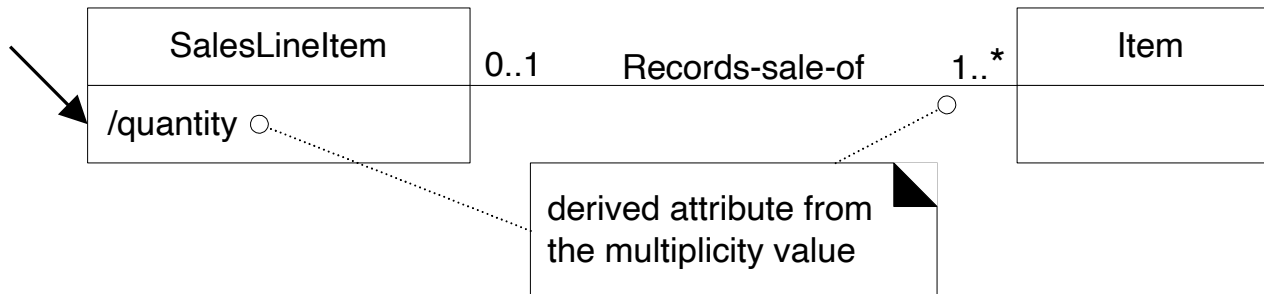 SalesLineItem
0..1
Records-sale-of
1..*
Item
/quantity
derived attribute from
the multiplicity value